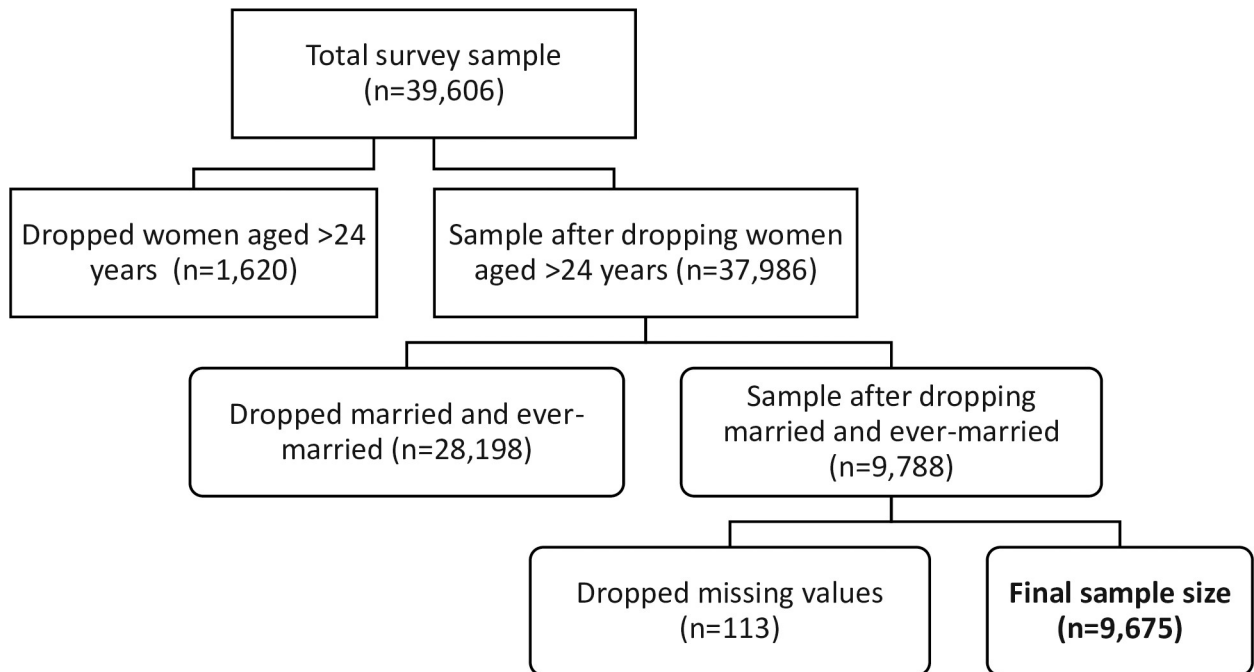 Total survey sample
(n=39,606)
Dropped women aged >24
years (n=1,620)
Sample after dropping women
aged >24 years (n=37,986)
Dropped married and ever-
married (n=28,198)
Sample after dropping
married and ever-married
(n=9,788)
Dropped missing values
(n=113)
Final sample size
(n=9,675)